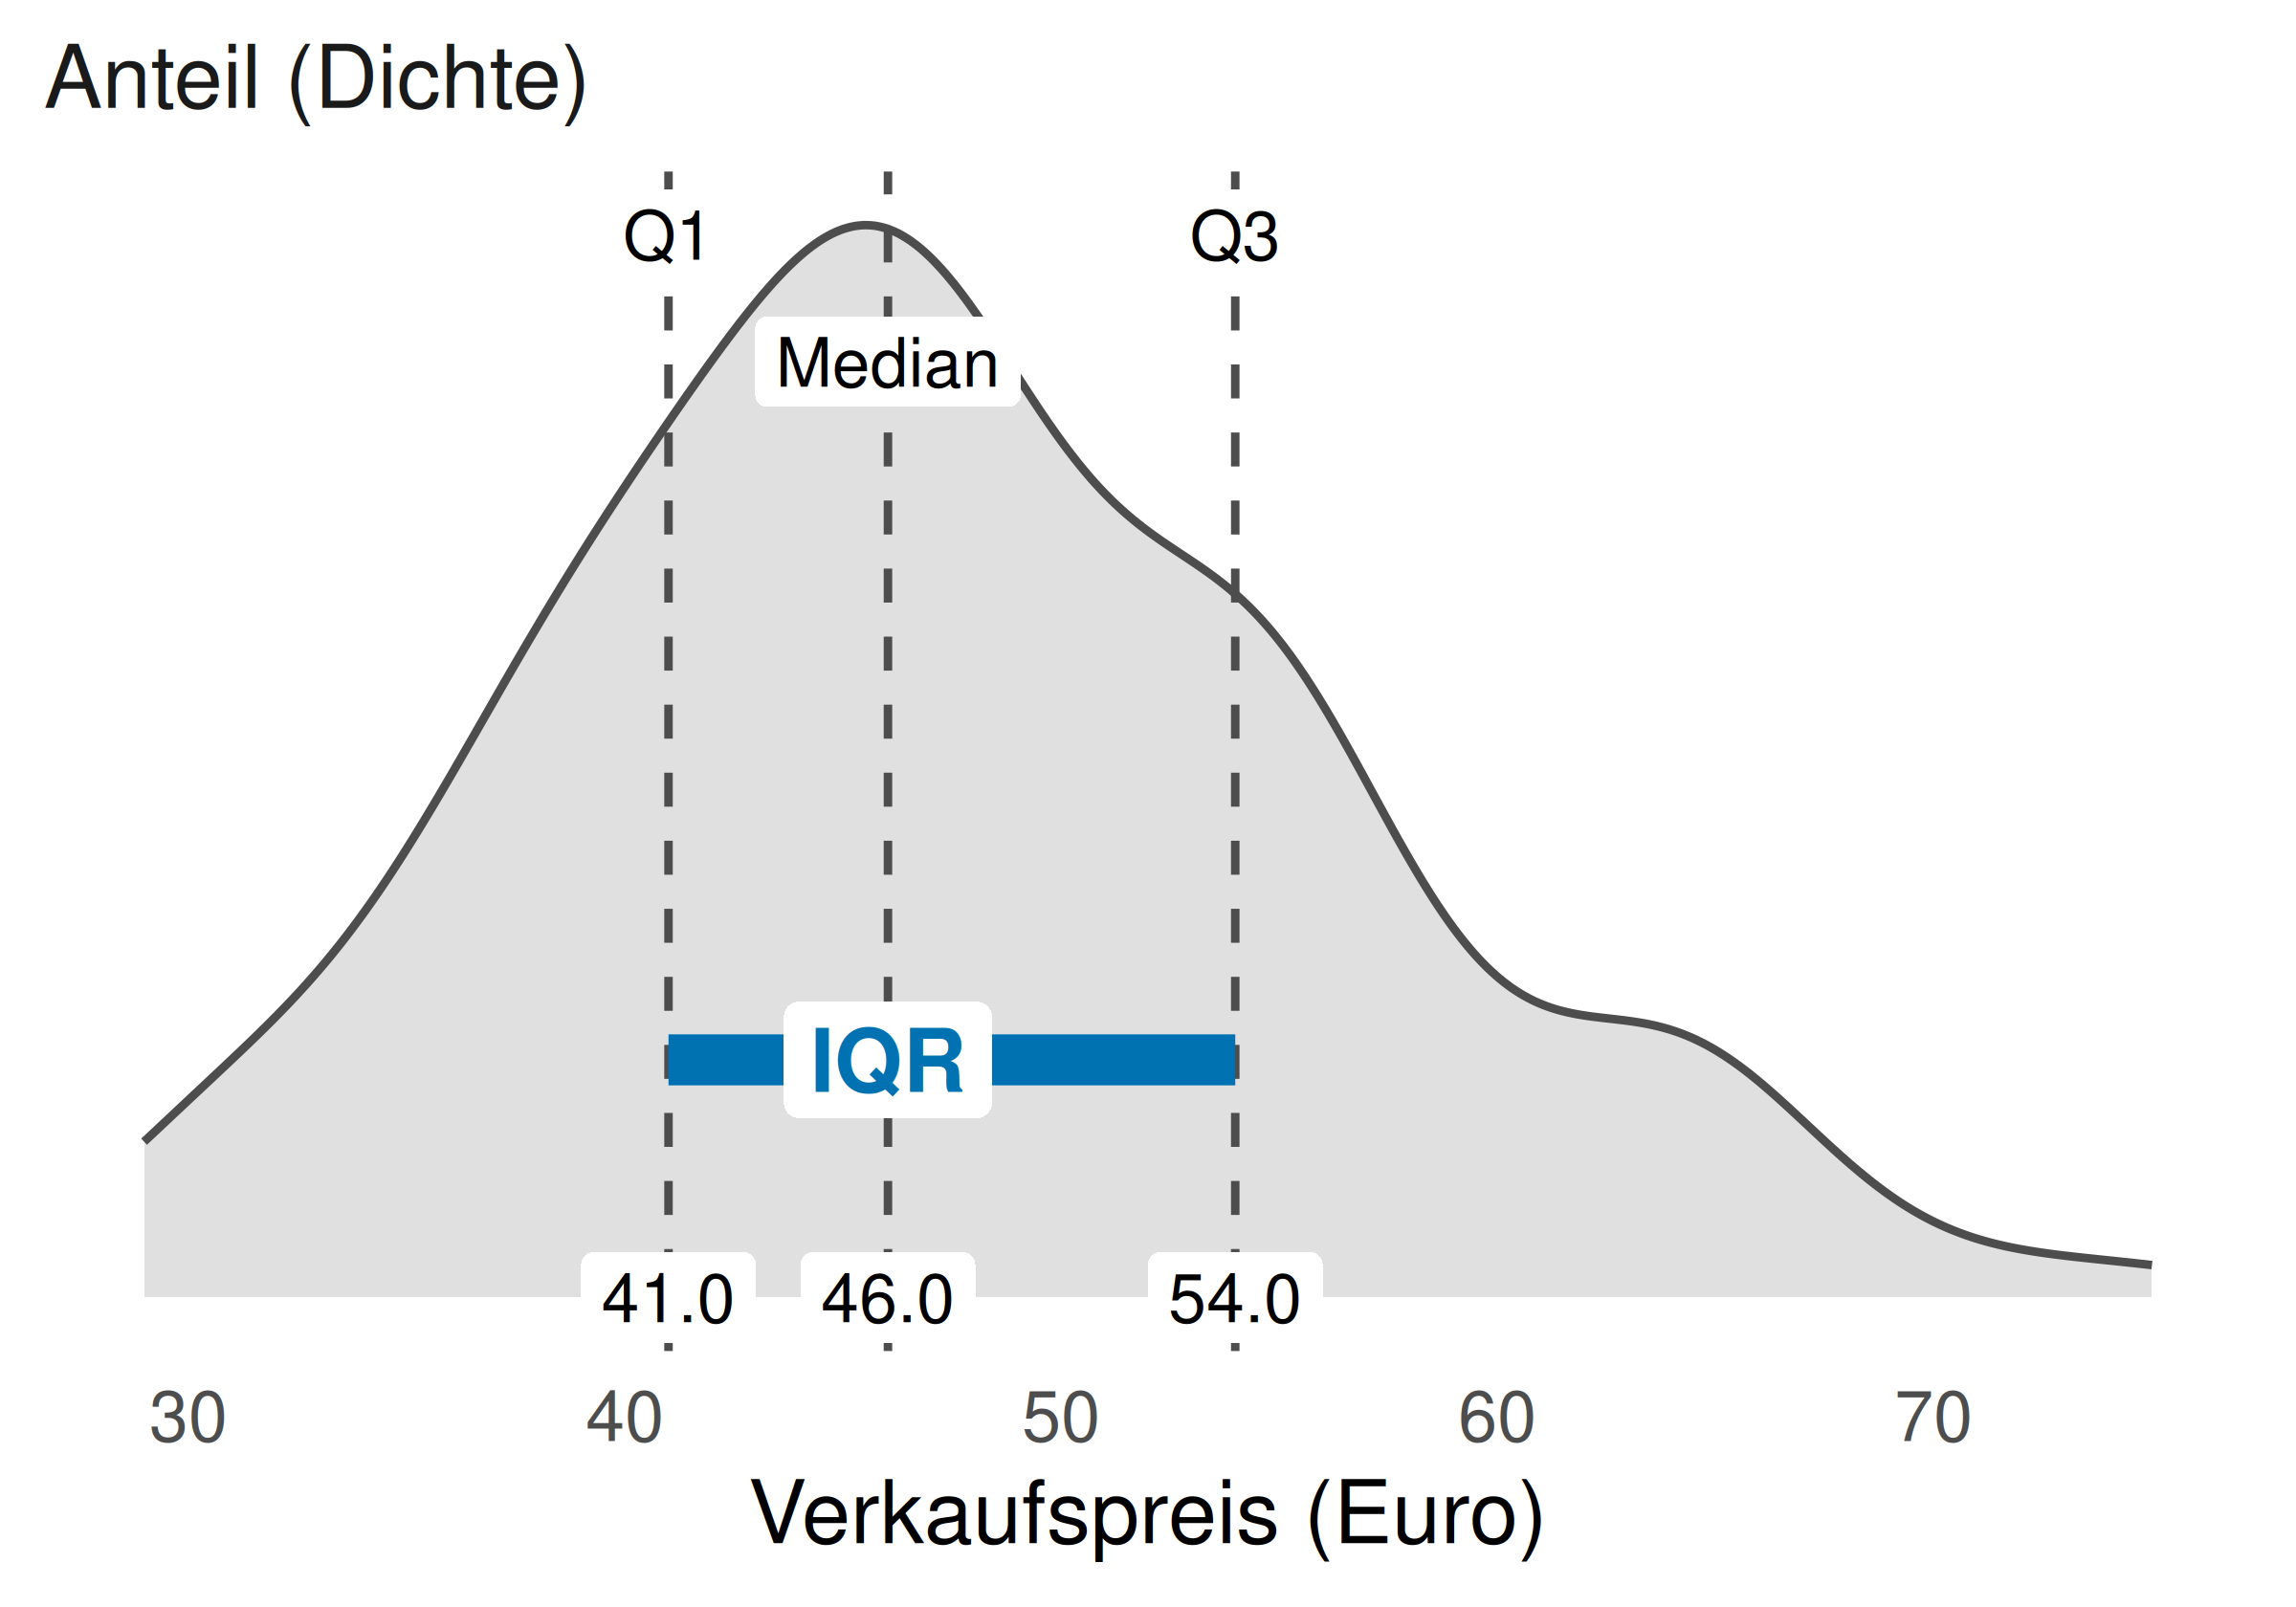 Anteil (Dichte)
Q1
Q3
Median
IQR
41.0 46.0 54.0
30 40 50 60 70
Verkaufspreis (Euro)